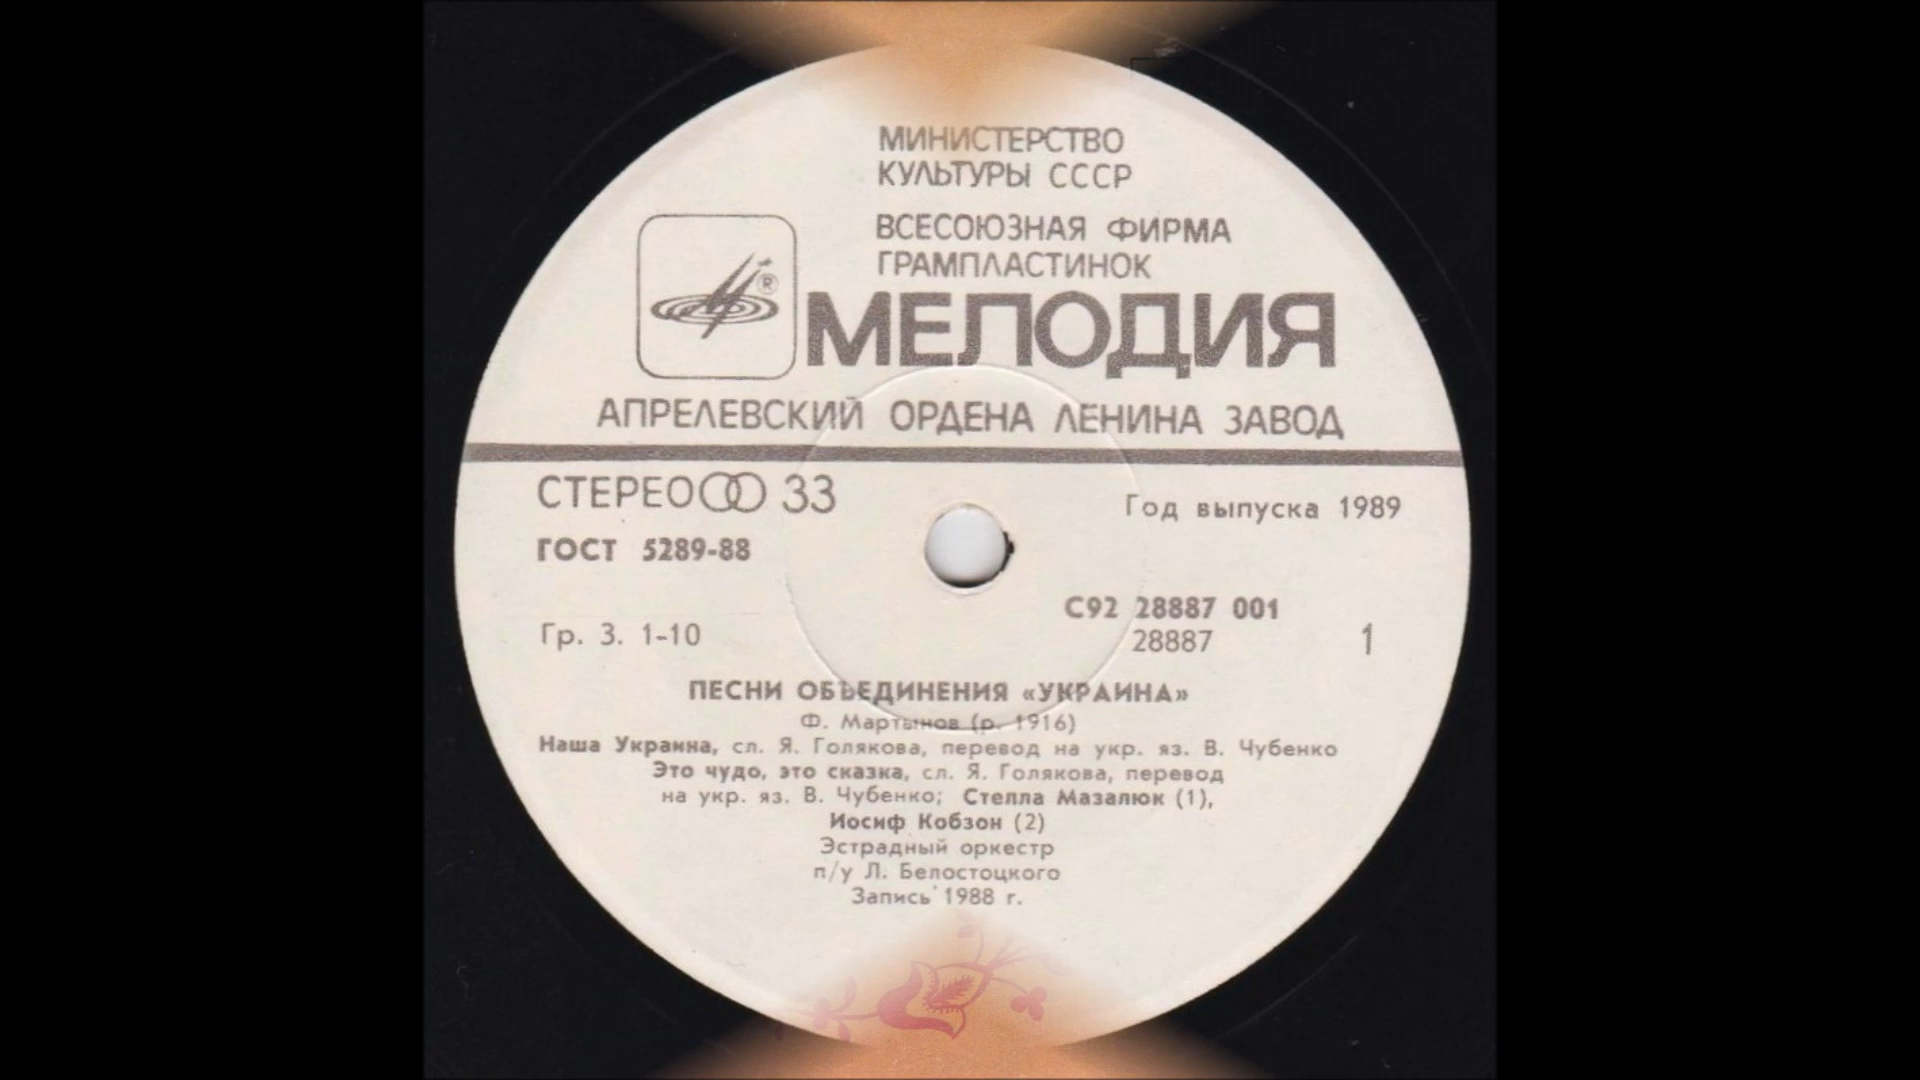 МИНИСТЕРСТВО
КУЛЬТУРЫ СССР
ВСЕСОЮЗНАЯ ФИРМА
ГРАМПЛАСТИНОК
®
МЕЛОДИЯ
АПРЕЛЕВСКИЙ ОРДЕНА ЛЕНИНА ЗАВОД
СТЕРЕО 33
Год выпуска 1989
ГОСТ 5289-88
С92 28887 001
Гр. 3. 1-10
28887
1
ПЕСНИ ОБЪЕДИНЕНИЯ «УКРАИНА»
Ф. Мартынов (р. 1916)
Наша Украина, сл. Я. Голякова, перевод на укр. яз. В. Чубенко
Это чудо, это сказка, сл. Я. Голякова, перевод
на укр. яз. В. Чубенко; Стелла Мазалюк (1),
Иосиф Кобзон (2)
Эстрадный оркестр
п/у Л. Белостоцкого
Запись 1988 г.